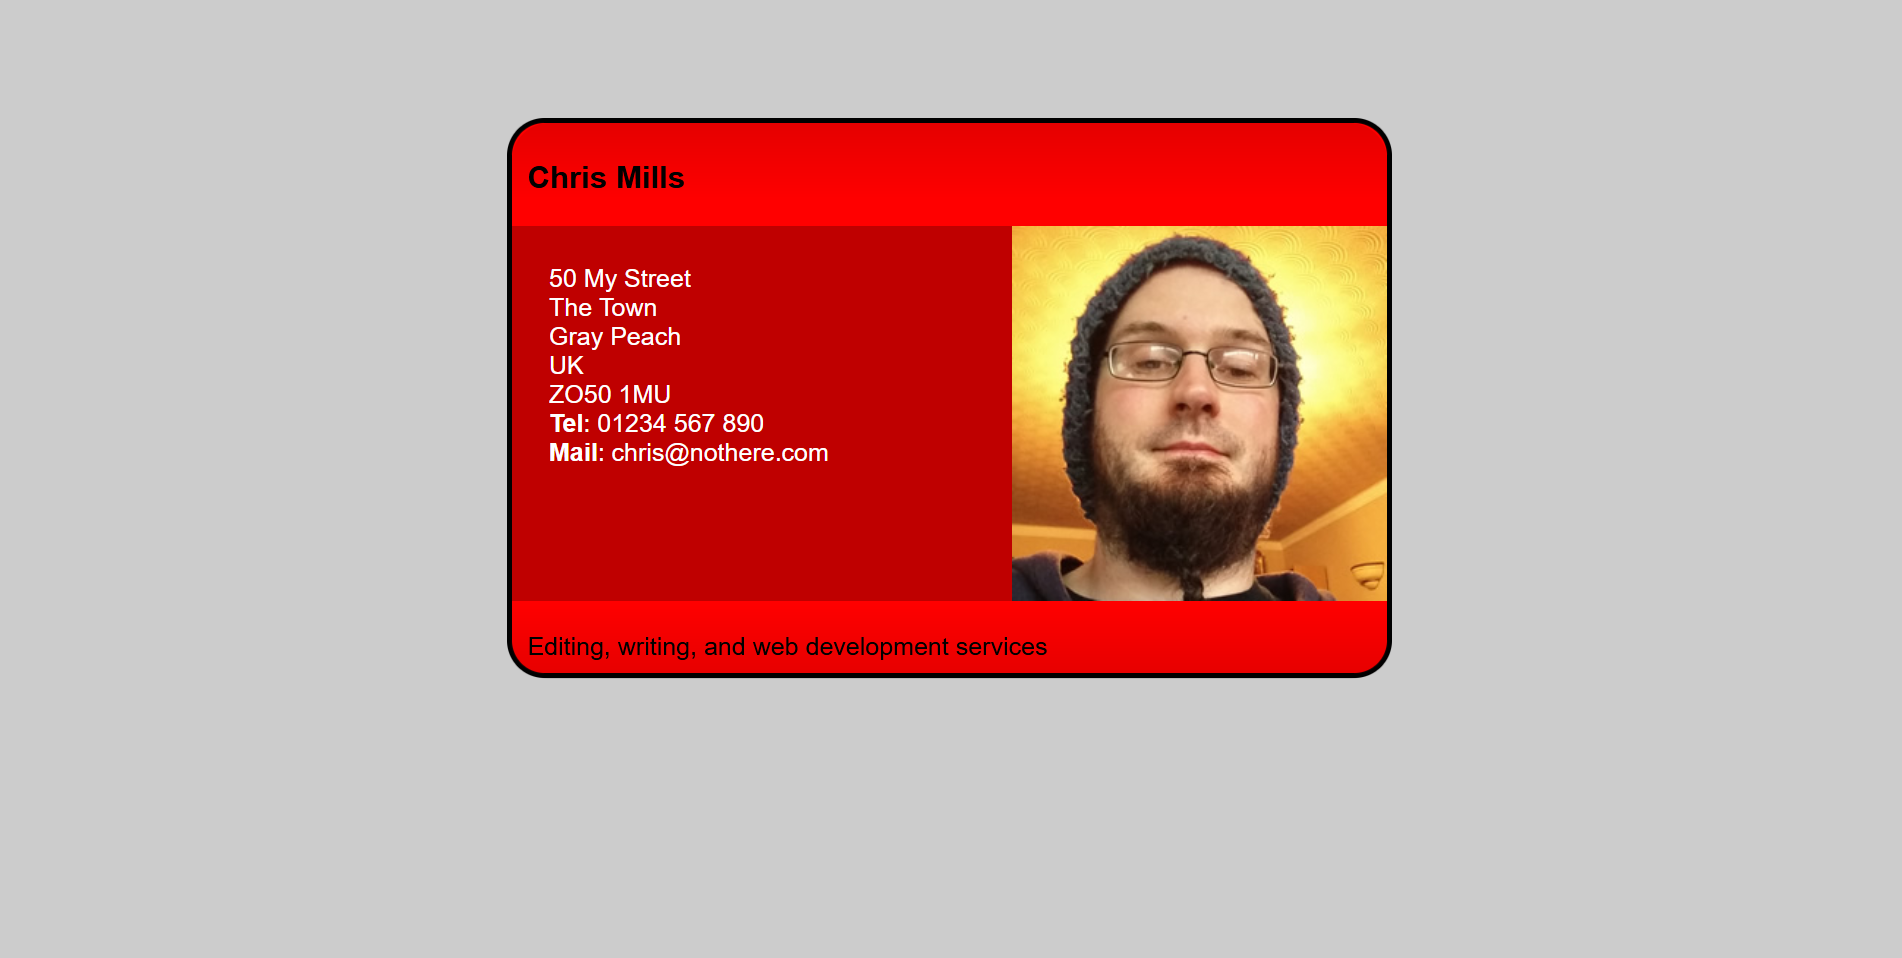 Chris Mills
50 My Street
The Town
Gray Peach
UK
ZO50 1MU
Tel: 01234 567 890
Mail: chris@nothere.com
Editing, writing, and web development services